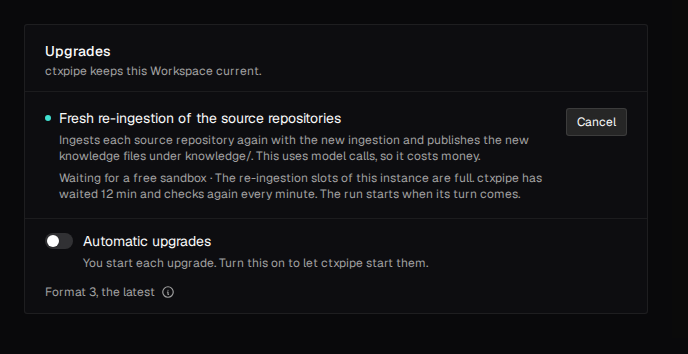 Upgrades
ctxpipe keeps this Workspace current.
Fresh re-ingestion of the source repositories
Cancel
Ingests each source repository again with the new ingestion and publishes the new
knowledge files under knowledge/. This uses model calls, so it costs money.
Waiting for a free sandbox · The re-ingestion slots of this instance are full. ctxpipe has
waited 12 min and checks again every minute. The run starts when its turn comes.
Automatic upgrades
You start each upgrade. Turn this on to let ctxpipe start them.
Format 3, the latest